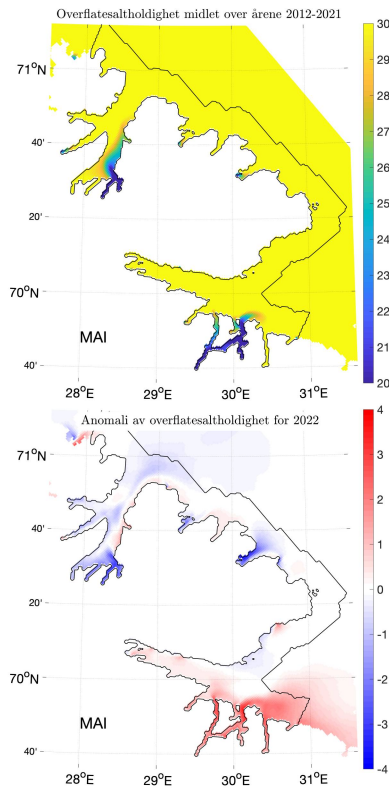 Overflatesaltholdighet midlet over årene 2012-2021
30
29
28
27
26
25
24
23
22
21
20
71°N
40'
20'
70°N
40'
MAI
28°E
29°E
30°E
31°E
Anomali av overflatesaltholdighet for 2022
4
3
2
1
0
-1
-2
-3
-4
71°N
40'
20'
70°N
40'
MAI
28°E
29°E
30°E
31°E